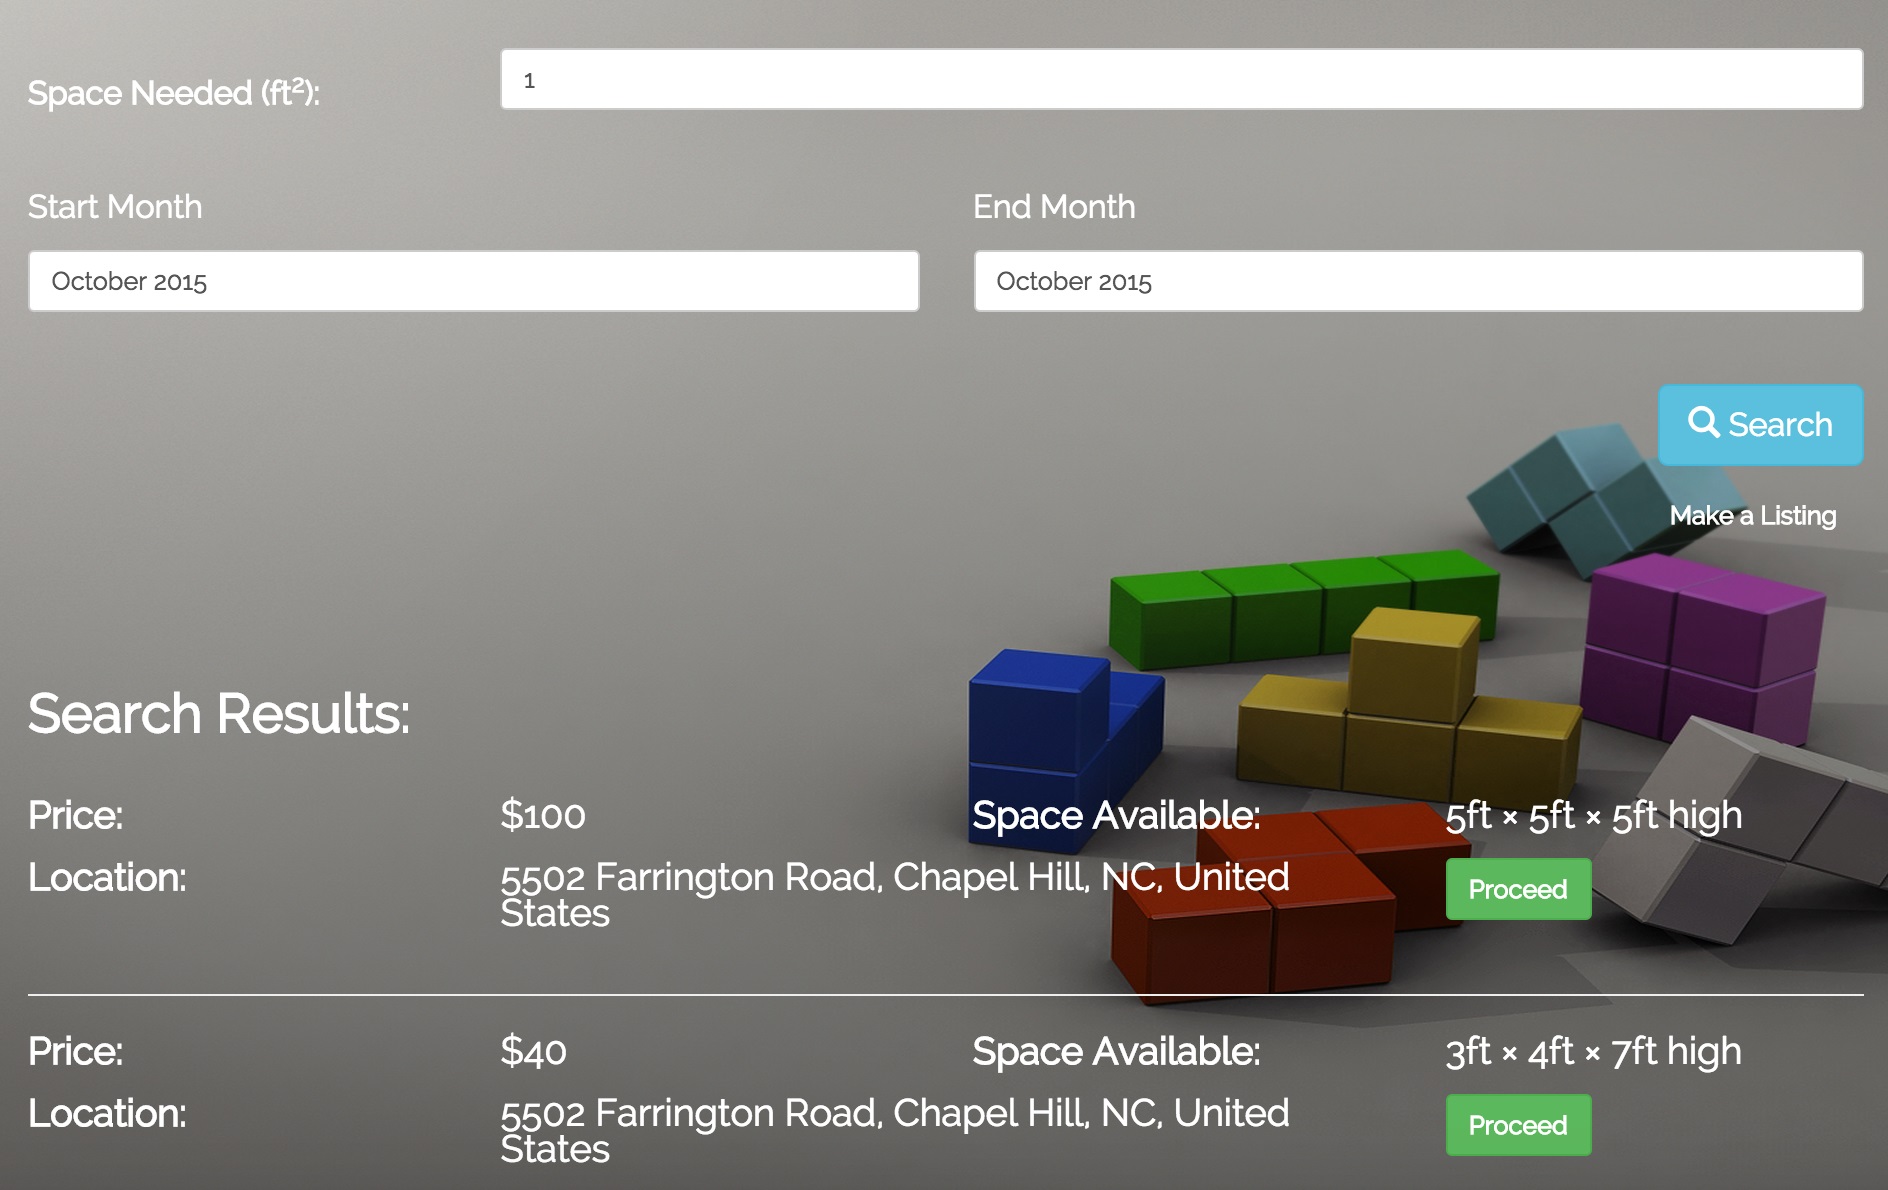 Space Needed (ft²): 1
Start Month End Month
October 2015 October 2015
Search
Make a Listing
Search Results:
Price: $100 Space Available: 5ft × 5ft × 5ft high
Location: 5502 Farrington Road, Chapel Hill, NC, United Proceed
States
Price: $40 Space Available: 3ft × 4ft × 7ft high
Location: 5502 Farrington Road, Chapel Hill, NC, United Proceed
States